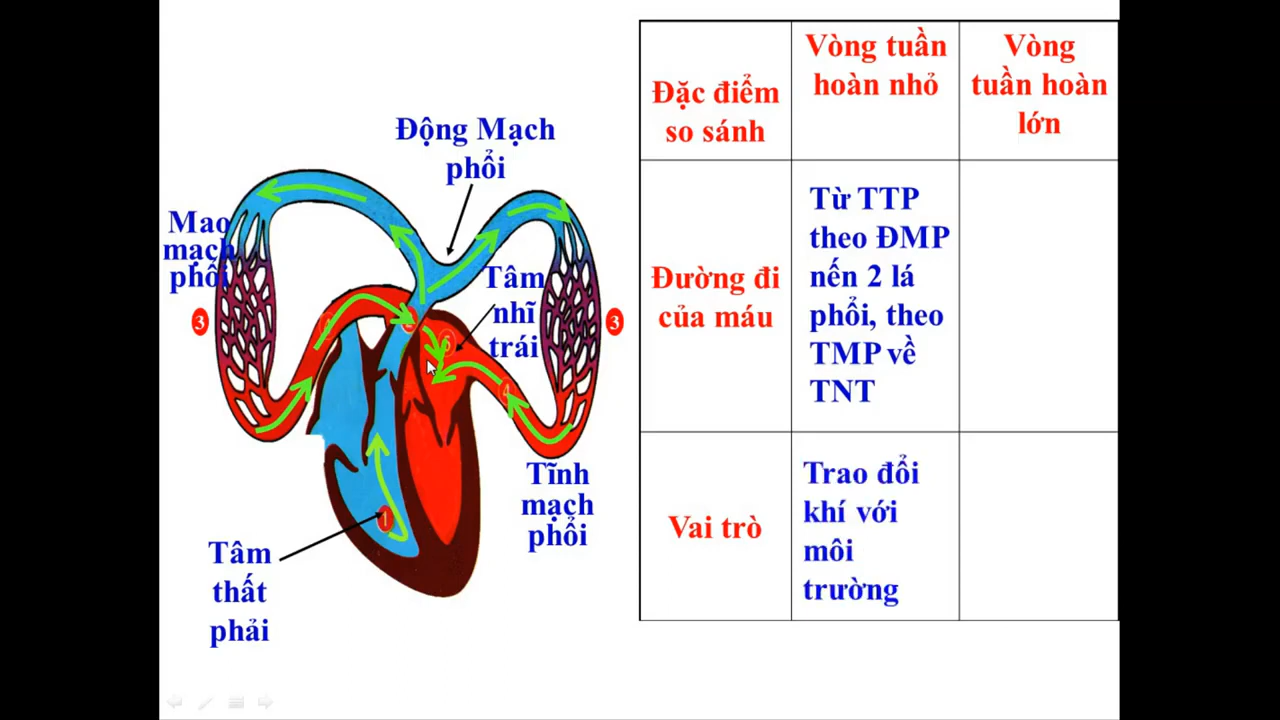 Động Mạch
phổi
Mao
mạch
phổi
Tâm
nhĩ
trái
3
3
1
Tĩnh
mạch
phổi
Tâm
thất
phải
Đặc điểm
so sánh
Vòng tuần
hoàn nhỏ
Vòng
tuần hoàn
lớn
Đường đi
của máu
Từ TTP
theo ĐMP
nến 2 lá
phổi, theo
TMP về
TNT
Vai trò
Trao đổi
khí với
môi
trường